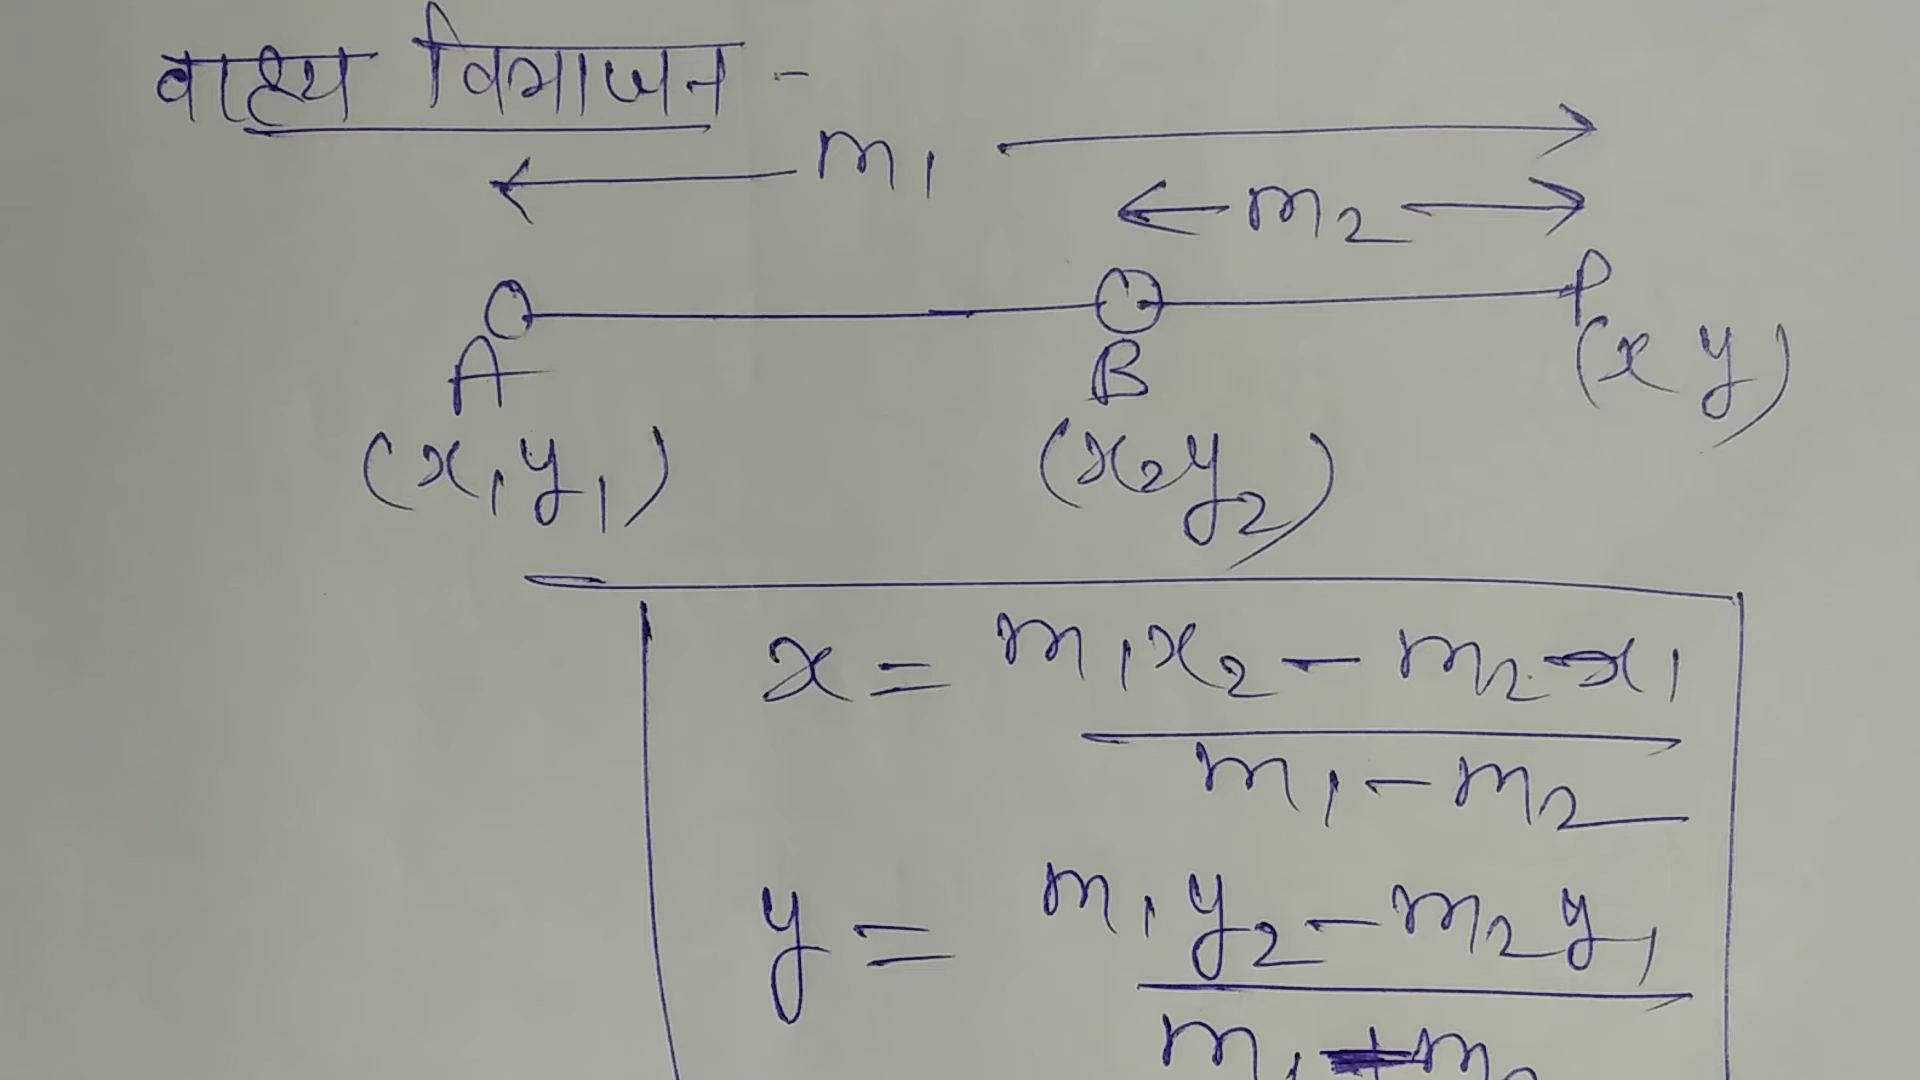 वाह्य विभाजन -
m₁
m₂
P
A B (x y)
(x₁ y₁) (x₂ y₂)
x = m₁x₂ - m₂x₁
m₁ - m₂
y = m₁y₂ - m₂y₁
m₁ - m₂